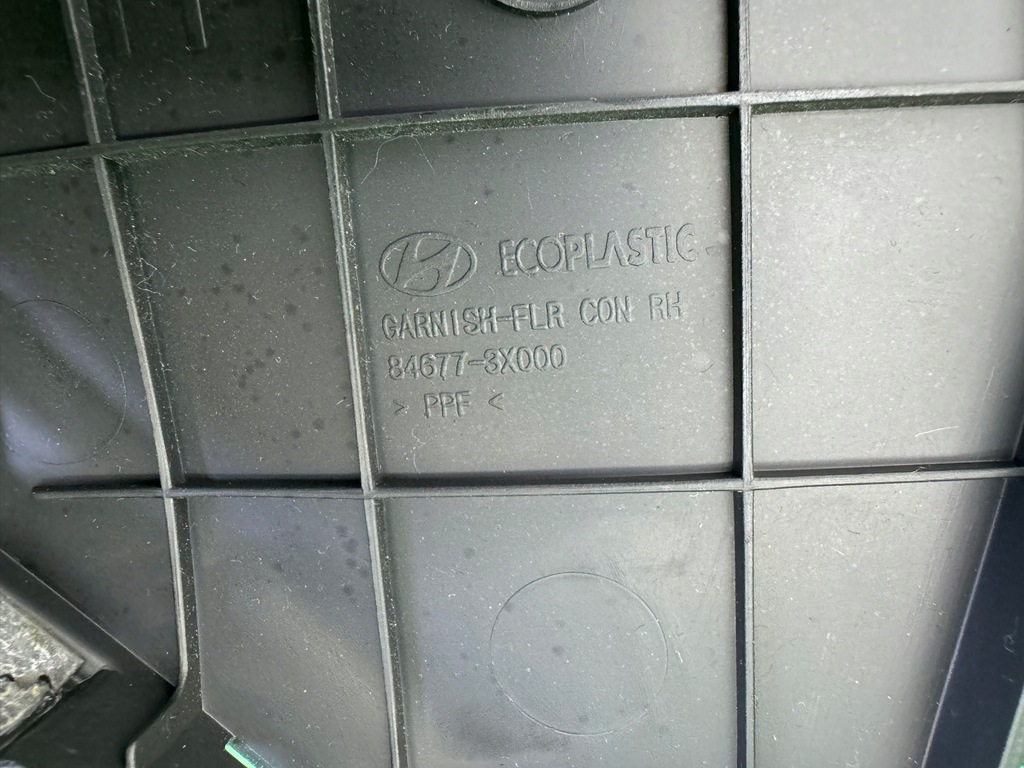 ECOPLASTIC
GARNISH-FLR CON RH
84677-3X000
> PPF <